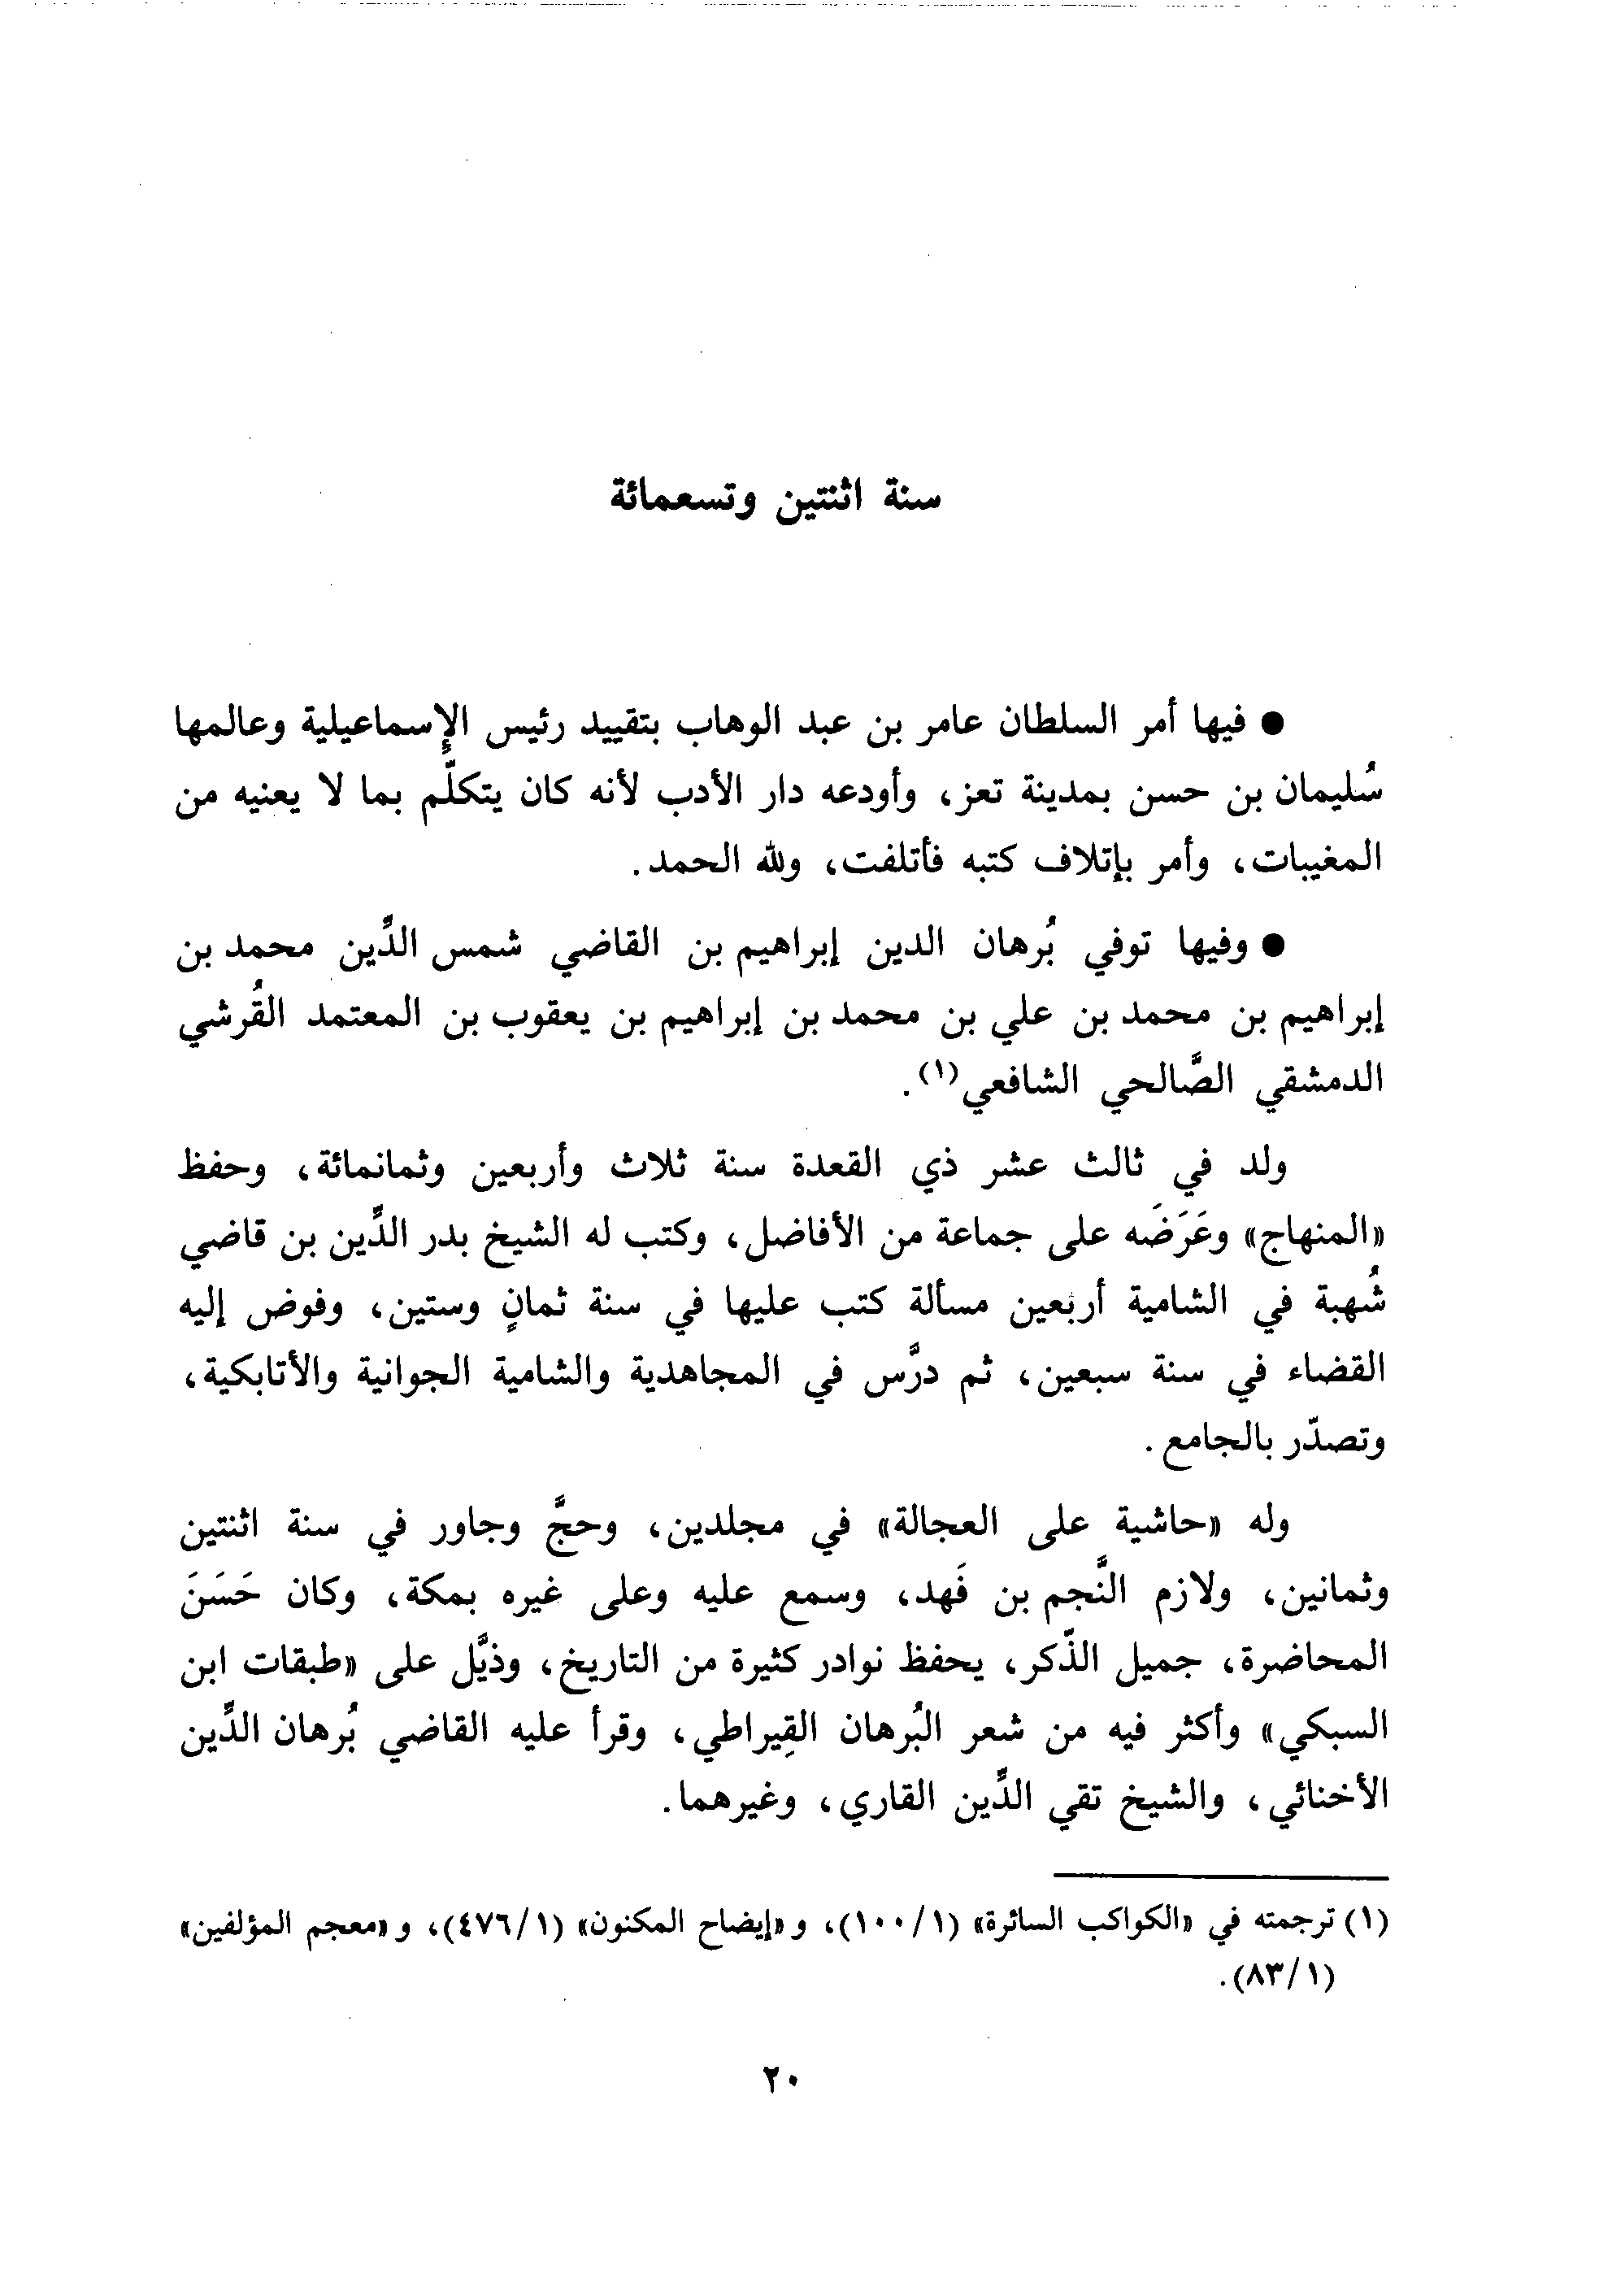 سنة اثنتين وتسعمائة
● فيها أمر السلطان عامر بن عبد الوهاب بتقييد رئيس الإسماعيلية وعالمها
سُليمان بن حسن بمدينة تعز، وأودعه دار الأدب لأنه كان يتكلَّم بما لا يعنيه من
المغيبات، وأمر بإتلاف كتبه فأتلفت، ولله الحمد.
● وفيها توفي بُرهان الدين إبراهيم بن القاضي شمس الدِّين محمد بن
إبراهيم بن محمد بن علي بن محمد بن إبراهيم بن يعقوب بن المعتمد القُرشي
الدمشقي الصَّالحي الشافعي(١).
ولد في ثالث عشر ذي القعدة سنة ثلاث وأربعين وثمانمائة، وحفظ
«المنهاج» وعَرَضَه على جماعة من الأفاضل، وكتب له الشيخ بدر الدِّين بن قاضي
شُهبة في الشامية أربعين مسألة كتب عليها في سنة ثمانٍ وستين، وفوض إليه
القضاء في سنة سبعين، ثم درَّس في المجاهدية والشامية الجوانية والأتابكية،
وتصدّر بالجامع.
وله «حاشية على العجالة» في مجلدين، وحجَّ وجاور في سنة اثنتين
وثمانين، ولازم النَّجم بن فَهد، وسمع عليه وعلى غيره بمكة، وكان حَسَنَ
المحاضرة، جميل الذّكر، يحفظ نوادر كثيرة من التاريخ، وذيَّل على «طبقات ابن
السبكي» وأكثر فيه من شعر البُرهان القِيراطي، وقرأ عليه القاضي بُرهان الدِّين
الأخنائي، والشيخ تقي الدِّين القاري، وغيرهما.
(١) ترجمته في «الكواكب السائرة» (١/١٠٠)، و«إيضاح المكنون» (١/٤٧٦)، و«معجم المؤلفين»
(١/٨٣).
٢٠